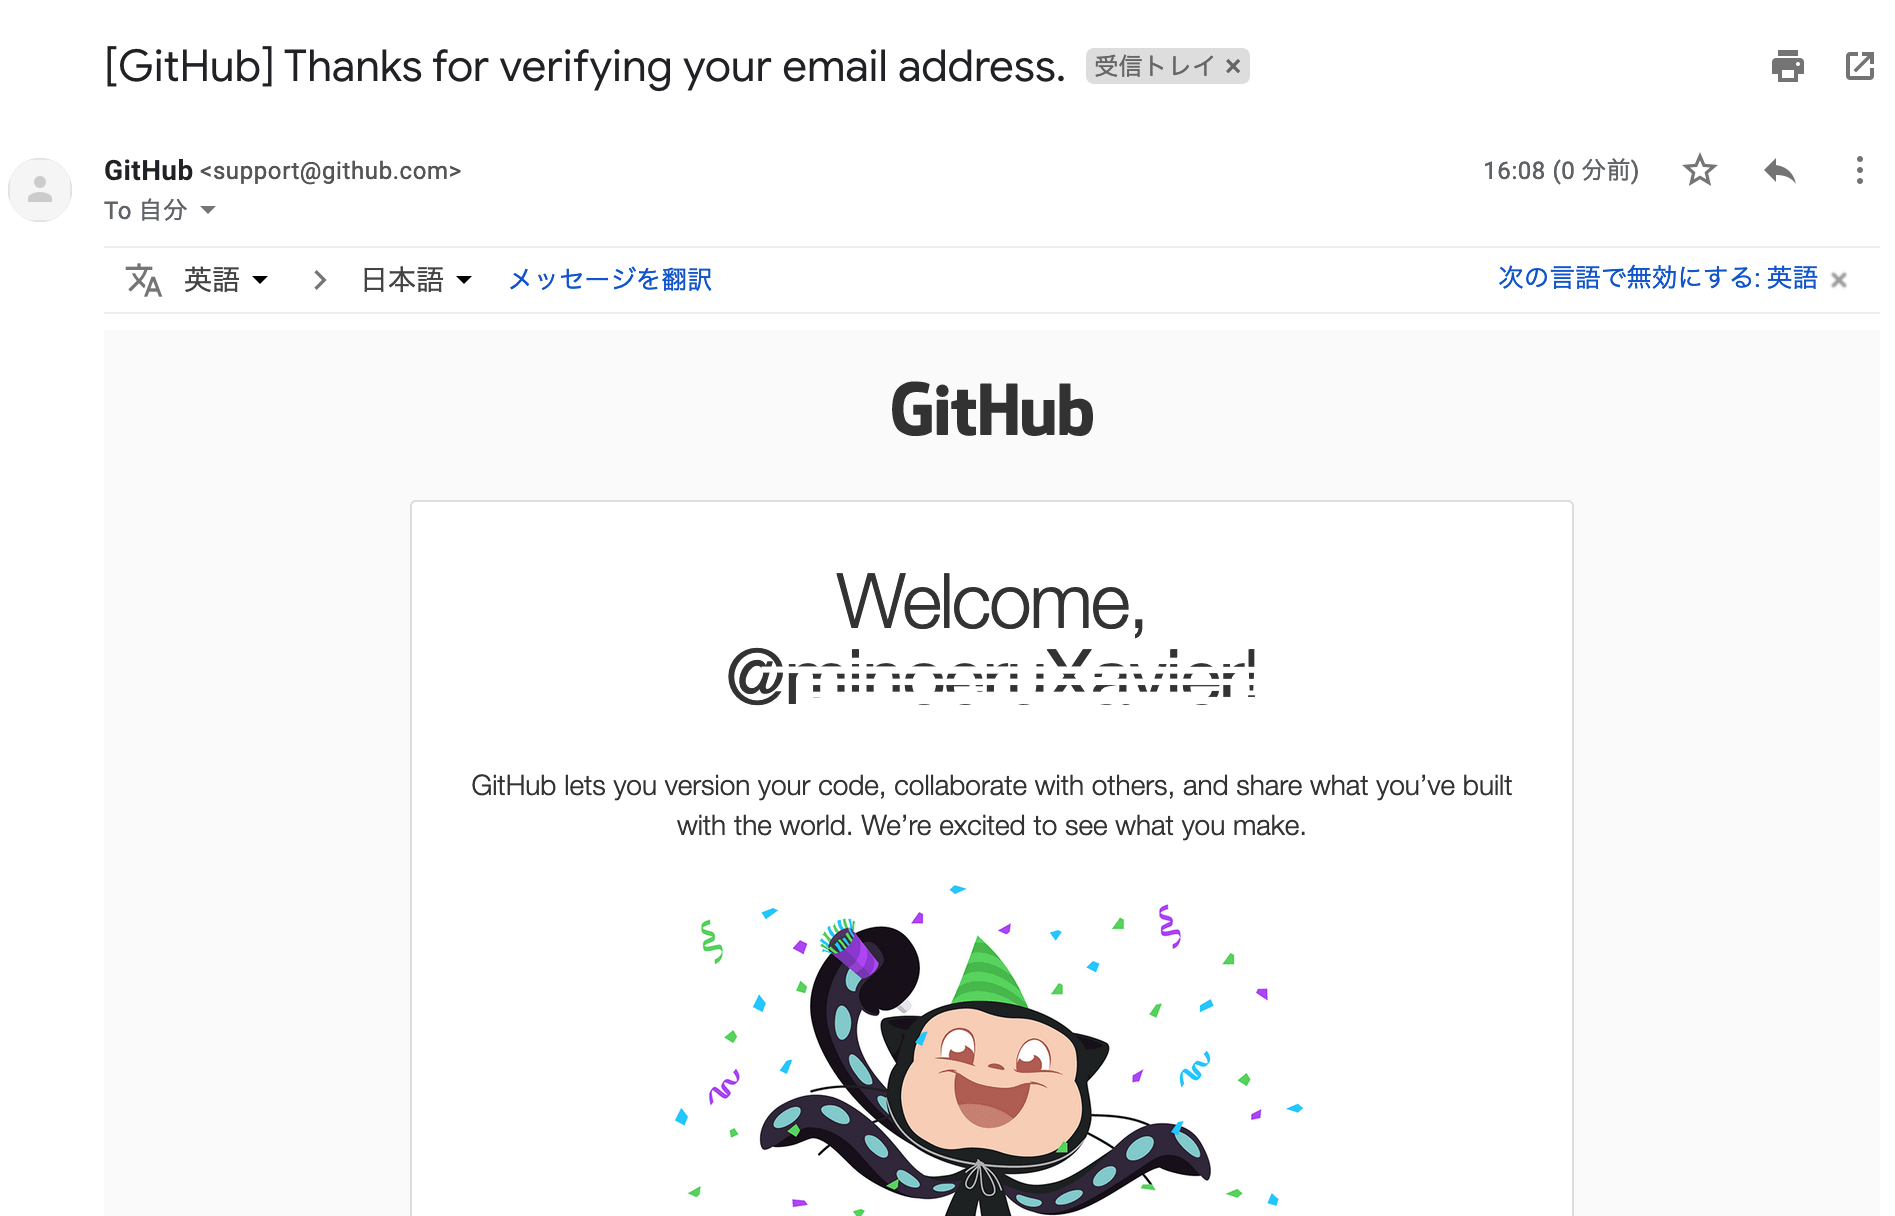 [GitHub] Thanks for verifying your email address. 受信トレイ ×
GitHub <support@github.com> 16:08 (0 分前)
To 自分
英語 > 日本語 メッセージを翻訳 次の言語で無効にする: 英語 ×
GitHub
Welcome,
GitHub lets you version your code, collaborate with others, and share what you’ve built
with the world. We’re excited to see what you make.